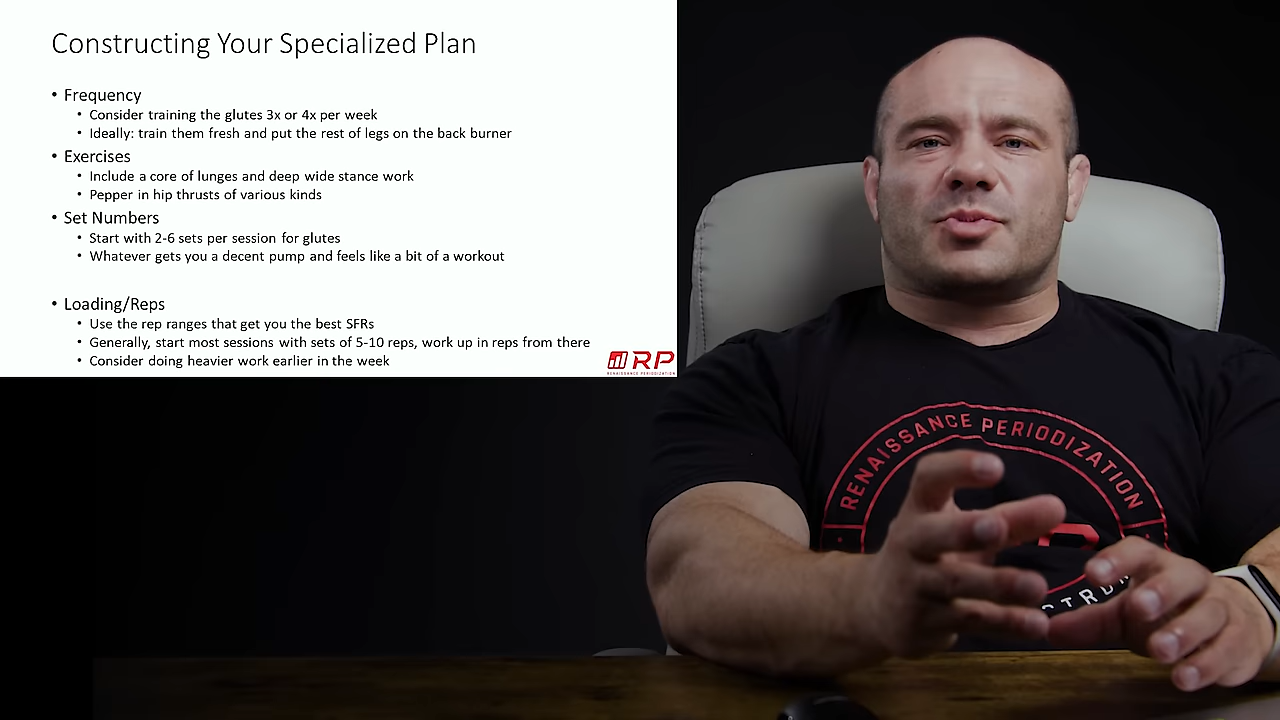 Constructing Your Specialized Plan
• Frequency
• Consider training the glutes 3x or 4x per week
• Ideally: train them fresh and put the rest of legs on the back burner
• Exercises
• Include a core of lunges and deep wide stance work
• Pepper in hip thrusts of various kinds
• Set Numbers
• Start with 2-6 sets per session for glutes
• Whatever gets you a decent pump and feels like a bit of a workout
• Loading/Reps
• Use the rep ranges that get you the best SFRs
• Generally, start most sessions with sets of 5-10 reps, work up in reps from there
• Consider doing heavier work earlier in the week
RP
RENAISSANCE PERIODIZATION
RENAISSANCE PERIODIZATION